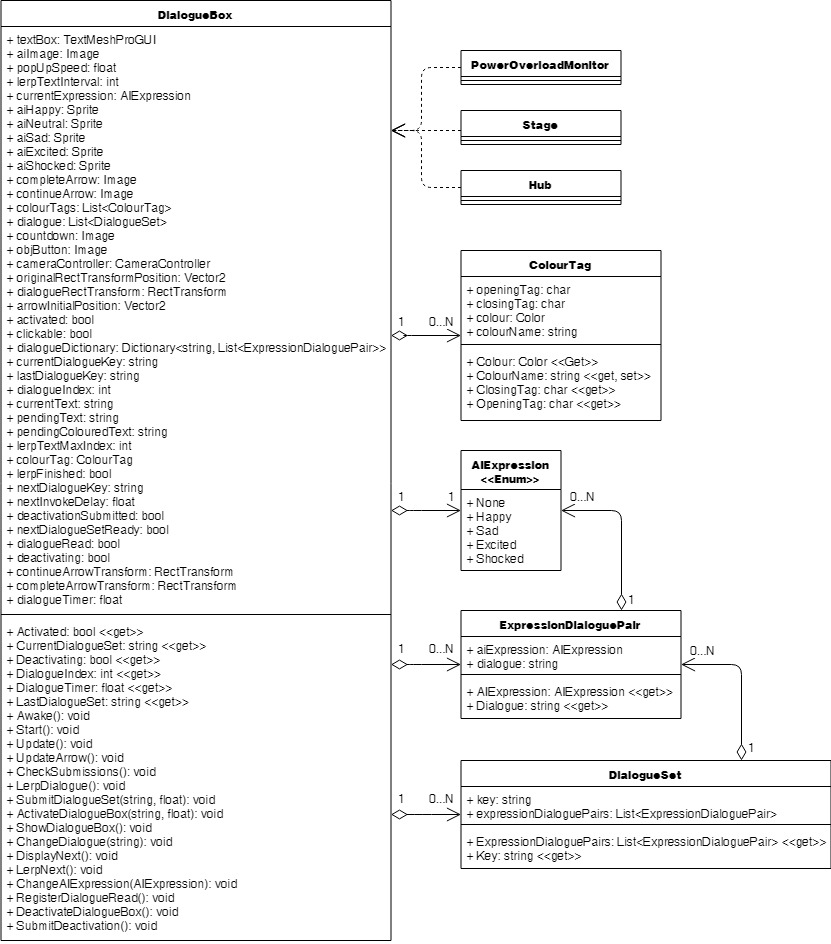 DialogueBox
+ textBox: TextMeshProGUI
+ aiImage: Image
+ popUpSpeed: float
+ lerpTextInterval: int
+ currentExpression: AIExpression
+ aiHappy: Sprite
+ aiNeutral: Sprite
+ aiSad: Sprite
+ aiExcited: Sprite
+ aiShocked: Sprite
+ completeArrow: Image
+ continueArrow: Image
+ colourTags: List<ColourTag>
+ dialogue: List<DialogueSet>
+ countdown: Image
+ objButton: Image
+ cameraController: CameraController
+ originalRectTransformPosition: Vector2
+ dialogueRectTransform: RectTransform
+ arrowInitialPosition: Vector2
+ activated: bool
+ clickable: bool
+ dialogueDictionary: Dictionary<string, List<ExpressionDialoguePair>>
+ currentDialogueKey: string
+ lastDialogueKey: string
+ dialogueIndex: int
+ currentText: string
+ pendingText: string
+ pendingColouredText: string
+ lerpTextMaxIndex: int
+ colourTag: ColourTag
+ lerpFinished: bool
+ nextDialogueKey: string
+ nextInvokeDelay: float
+ deactivationSubmitted: bool
+ nextDialogueSetReady: bool
+ dialogueRead: bool
+ deactivating: bool
+ continueArrowTransform: RectTransform
+ completeArrowTransform: RectTransform
+ dialogueTimer: float
+ Activated: bool <<get>>
+ CurrentDialogueSet: string <<get>>
+ Deactivating: bool <<get>>
+ DialogueIndex: int <<get>>
+ DialogueTimer: float <<get>>
+ LastDialogueSet: string <<get>>
+ Awake(): void
+ Start(): void
+ Update(): void
+ UpdateArrow(): void
+ CheckSubmissions(): void
+ LerpDialogue(): void
+ SubmitDialogueSet(string, float): void
+ ActivateDialogueBox(string, float): void
+ ShowDialogueBox(): void
+ ChangeDialogue(string): void
+ DisplayNext(): void
+ LerpNext(): void
+ ChangeAIExpression(AIExpression): void
+ RegisterDialogueRead(): void
+ DeactivateDialogueBox(): void
+ SubmitDeactivation(): void
PowerOverloadMonitor
Stage
Hub
1 0...N
ColourTag
+ openingTag: char
+ closingTag: char
+ colour: Color
+ colourName: string
+ Colour: Color <<Get>>
+ ColourName: string <<get, set>>
+ ClosingTag: char <<get>>
+ OpeningTag: char <<get>>
1 1
AIExpression
<<Enum>>
+ None
+ Happy
+ Sad
+ Excited
+ Shocked
0...N
1
1 0...N
ExpressionDialoguePair
+ aiExpression: AIExpression
+ dialogue: string
+ AIExpression: AIExpression <<get>>
+ Dialogue: string <<get>>
0...N
1
1 0...N
DialogueSet
+ key: string
+ expressionDialoguePairs: List<ExpressionDialoguePair>
+ ExpressionDialoguePairs: List<ExpressionDialoguePair> <<get>>
+ Key: string <<get>>